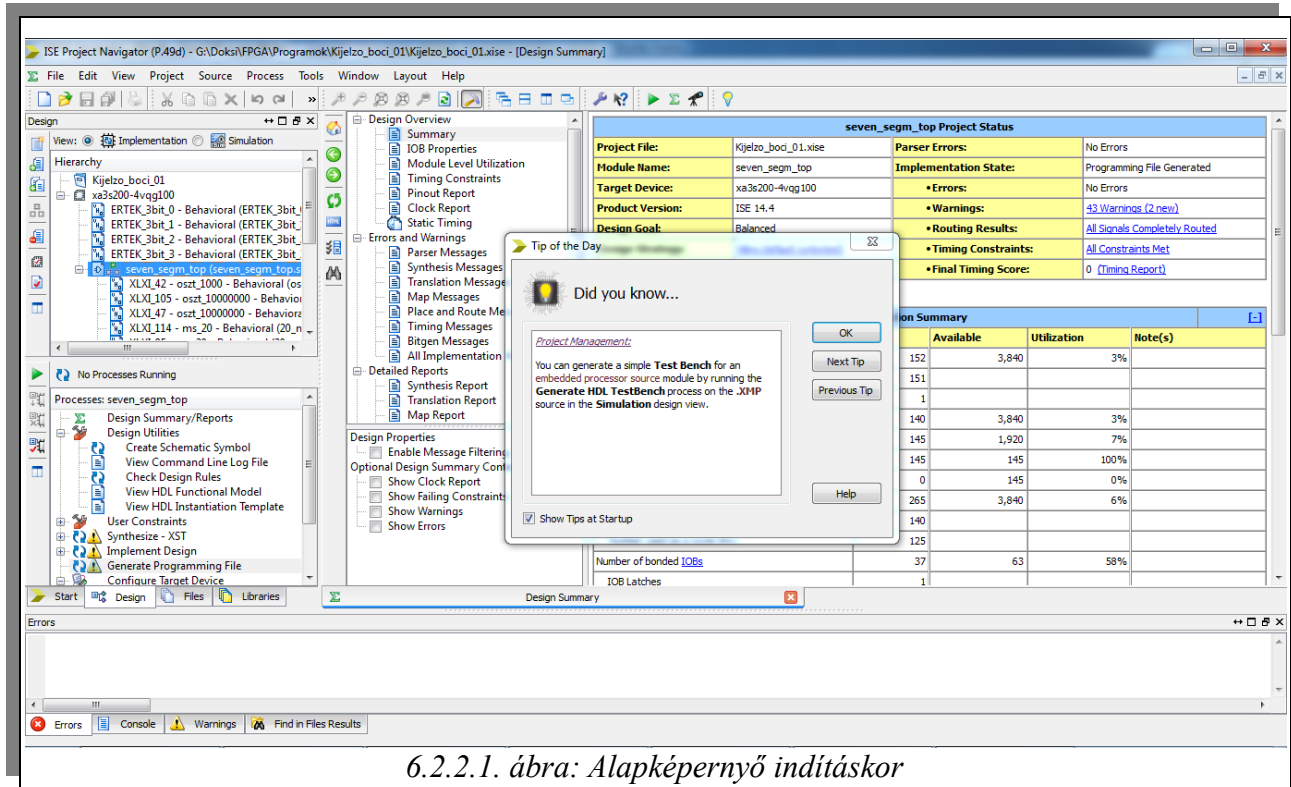 ISE Project Navigator (P.49d) - G:\Doksi\FPGA\Programok\Kijelzo_boci_01\Kijelzo_boci_01.xise - [Design Summary]
File Edit View Project Source Process Tools Window Layout Help
Design
View: Implementation Simulation
Hierarchy
Kijelzo_boci_01
xa3s200-4vqg100
ERTEK_3bit_0 - Behavioral (ERTEK_3bit_
ERTEK_3bit_1 - Behavioral (ERTEK_3bit_
ERTEK_3bit_2 - Behavioral (ERTEK_3bit_
ERTEK_3bit_3 - Behavioral (ERTEK_3bit_
seven_segm_top (seven_segm_top.s
XLXI_42 - oszt_1000 - Behavioral (os
XLXI_105 - oszt_10000000 - Behavior
XLXI_47 - oszt_10000000 - Behaviora
XLXI_114 - ms_20 - Behavioral (20_n
No Processes Running
Processes: seven_segm_top
Design Summary/Reports
Design Utilities
Create Schematic Symbol
View Command Line Log File
Check Design Rules
View HDL Functional Model
View HDL Instantiation Template
User Constraints
Synthesize - XST
Implement Design
Generate Programming File
Configure Target Device
Start Design Files Libraries
Design Overview
Summary
IOB Properties
Module Level Utilization
Timing Constraints
Pinout Report
Clock Report
Static Timing
Errors and Warnings
Parser Messages
Synthesis Messages
Translation Message
Map Messages
Place and Route Me
Timing Messages
Bitgen Messages
All Implementation
Detailed Reports
Synthesis Report
Translation Report
Map Report
Design Properties
Enable Message Filtering
Optional Design Summary Cont
Show Clock Report
Show Failing Constraints
Show Warnings
Show Errors
Design Summary
seven_segm_top Project Status
Project File: Kijelzo_boci_01.xise Parser Errors: No Errors
Module Name: seven_segm_top Implementation State: Programming File Generated
Target Device: xa3s200-4vqg100 •Errors: No Errors
Product Version: ISE 14.4 •Warnings: 43 Warnings (2 new)
Design Goal: Balanced •Routing Results: All Signals Completely Routed
•Timing Constraints: All Constraints Met
•Final Timing Score: 0 (Timing Report)
on Summary [-]
Available Utilization Note(s)
152 3,840 3%
151
1
140 3,840 3%
145 1,920 7%
145 145 100%
0 145 0%
265 3,840 6%
140
125
Number of bonded IOBs 37 63 58%
IOB Latches 1
Tip of the Day
Did you know...
Project Management:
You can generate a simple Test Bench for an
embedded processor source module by running the
Generate HDL TestBench process on the .XMP
source in the Simulation design view.
OK
Next Tip
Previous Tip
Help
Show Tips at Startup
Errors
Errors Console Warnings Find in Files Results
6.2.2.1. ábra: Alapképernyő indításkor